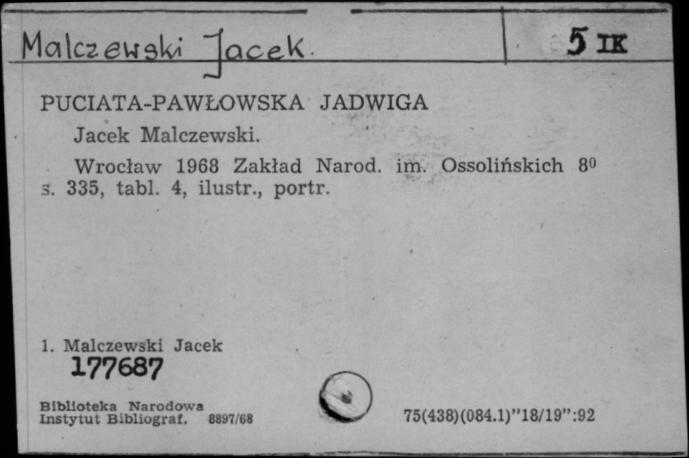 Malczewski Jacek. 5 IK
PUCIATA-PAWŁOWSKA JADWIGA
Jacek Malczewski.
Wrocław 1968 Zakład Narod. im. Ossolińskich 8⁰
s. 335, tabl. 4, ilustr., portr.
1. Malczewski Jacek
177687
Biblioteka Narodowa
Instytut Bibliograf. 8897/68 75(438)(084.1)"18/19":92